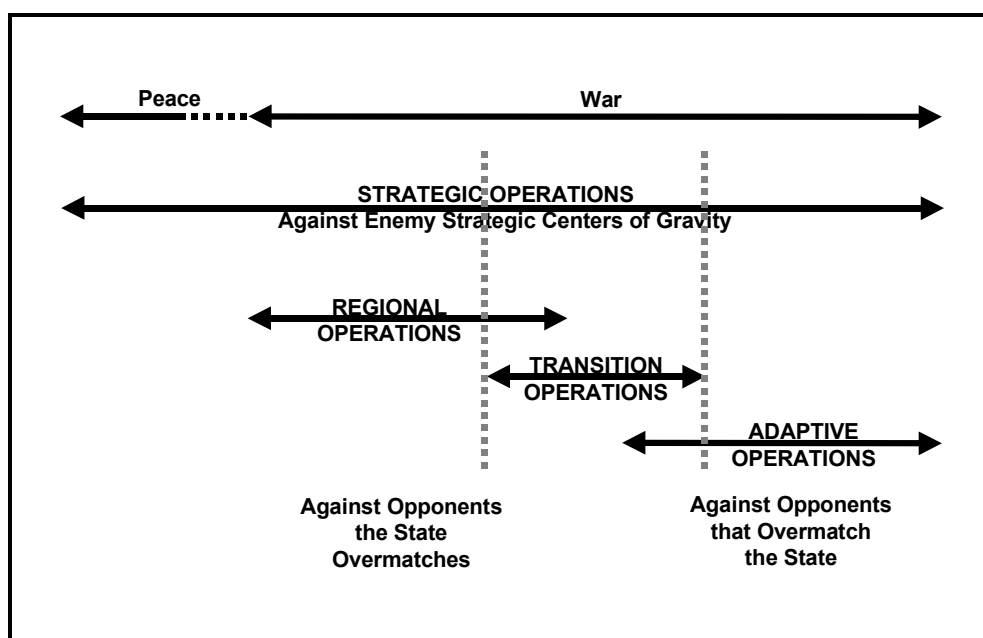 Peace
War
STRATEGIC OPERATIONS
Against Enemy Strategic Centers of Gravity
REGIONAL
OPERATIONS
TRANSITION
OPERATIONS
ADAPTIVE
OPERATIONS
Against Opponents
the State
Overmatches
Against Opponents
that Overmatch
the State